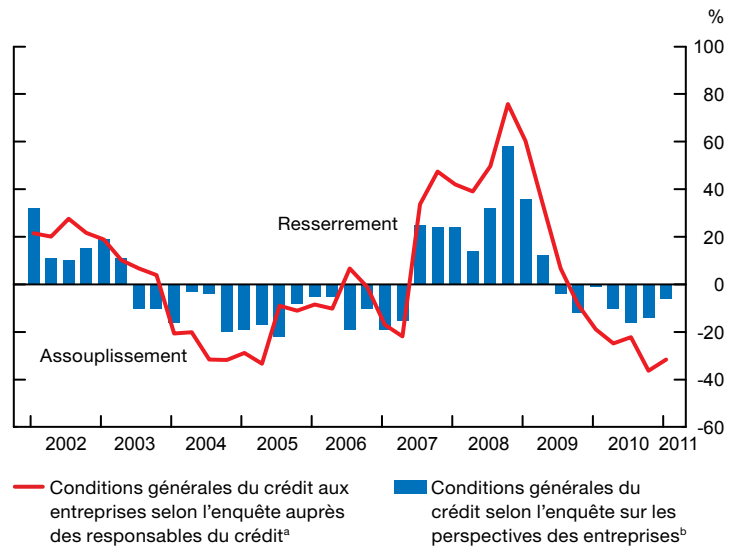 %
100
80
60
40
20
0
-20
-40
-60
Resserrement
Assouplissement
2002 2003 2004 2005 2006 2007 2008 2009 2010 2011
Conditions générales du crédit aux
entreprises selon l’enquête auprès
des responsables du créditᵃ
Conditions générales du
crédit selon l’enquête sur les
perspectives des entreprisesᵇ